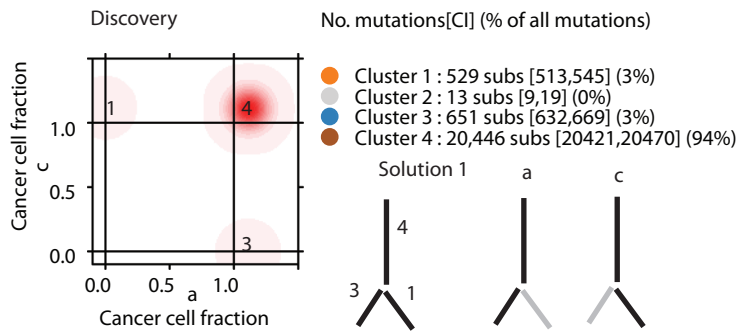 Discovery
No. mutations[CI] (% of all mutations)
Cluster 1 : 529 subs [513,545] (3%)
Cluster 2 : 13 subs [9,19] (0%)
Cluster 3 : 651 subs [632,669] (3%)
Cluster 4 : 20,446 subs [20421,20470] (94%)
Cancer cell fraction
c
1.0
0.5
0.0
1
4
3
0.0 0.5 1.0
a
Cancer cell fraction
Solution 1
a
c
4
3
1